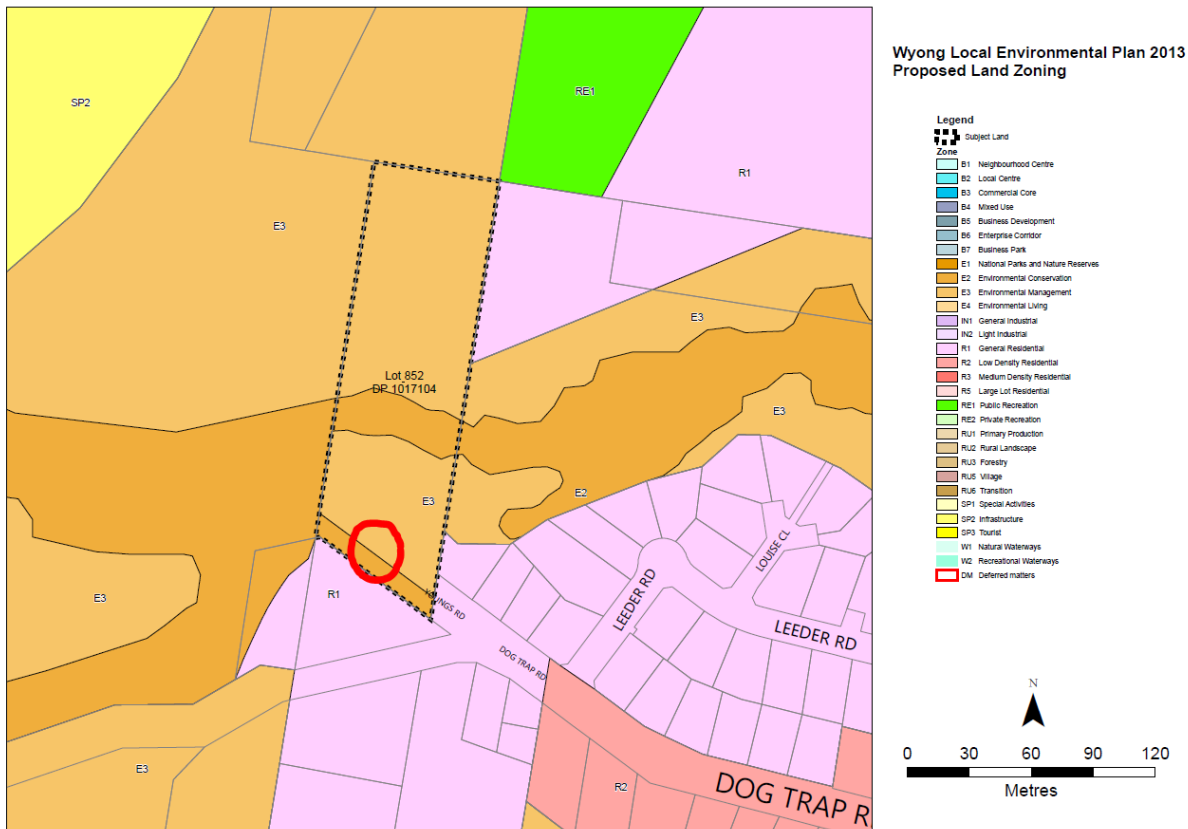 Wyong Local Environmental Plan 2013
Proposed Land Zoning
Legend
Subject Land
Zone
B1 Neighbourhood Centre
B2 Local Centre
B3 Commercial Core
B4 Mixed Use
B5 Business Development
B6 Enterprise Corridor
B7 Business Park
E1 National Parks and Nature Reserves
E2 Environmental Conservation
E3 Environmental Management
E4 Environmental Living
IN1 General Industrial
IN2 Light Industrial
R1 General Residential
R2 Low Density Residential
R3 Medium Density Residential
R5 Large Lot Residential
RE1 Public Recreation
RE2 Private Recreation
RU1 Primary Production
RU2 Rural Landscape
RU3 Forestry
RU5 Village
RU6 Transition
SP1 Special Activities
SP2 Infrastructure
SP3 Tourist
W1 Natural Waterways
W2 Recreational Waterways
DM Deferred matters
N
0 30 60 90 120
Metres
SP2
RE1
R1
E3
E3
Lot 852
DP 1017104
E3
E3
E2
LOUISE CL
LEEDER RD
LEEDER RD
E3
R1
YOUNGS RD
DOG TRAP RD
E3
R2
DOG TRAP R